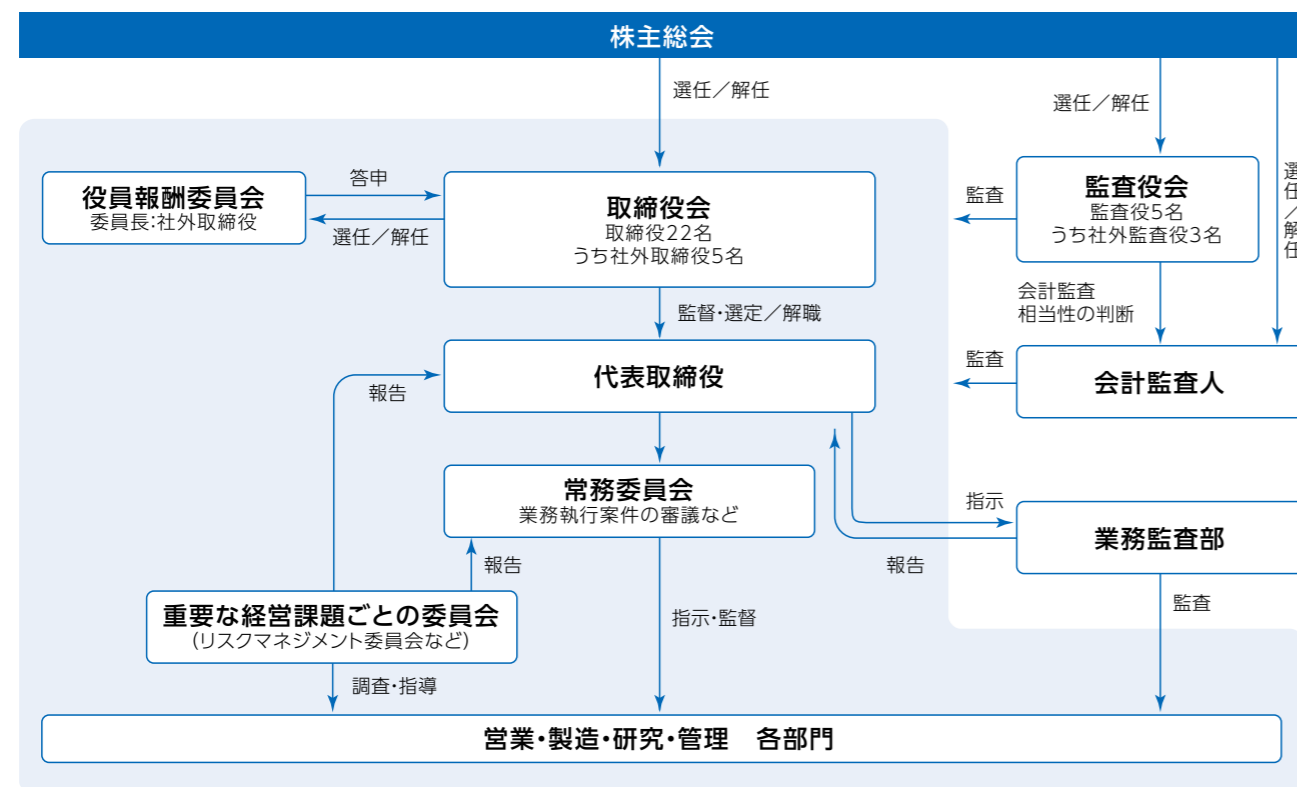 株主総会
選任／解任
選任／解任
選任／解任
役員報酬委員会
委員長:社外取締役
答申
選任／解任
取締役会
取締役22名
うち社外取締役5名
監査
監査役会
監査役5名
うち社外監査役3名
監督・選定／解職
会計監査
相当性の判断
報告
代表取締役
監査
会計監査人
常務委員会
業務執行案件の審議など
指示
報告
業務監査部
報告
重要な経営課題ごとの委員会
(リスクマネジメント委員会など)
指示・監督
監査
調査・指導
営業・製造・研究・管理　各部門